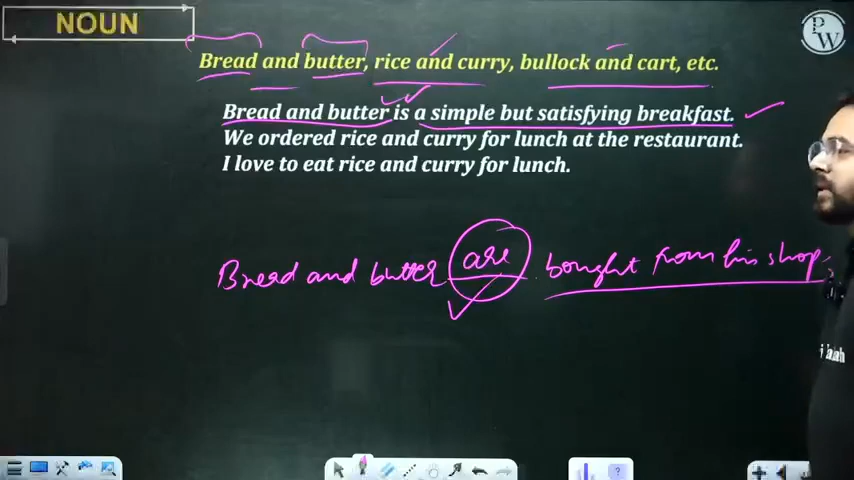 NOUN
PW
Bread and butter, rice and curry, bullock and cart, etc.
Bread and butter is a simple but satisfying breakfast.
We ordered rice and curry for lunch at the restaurant.
I love to eat rice and curry for lunch.
Bread and butter are bought from his shop.